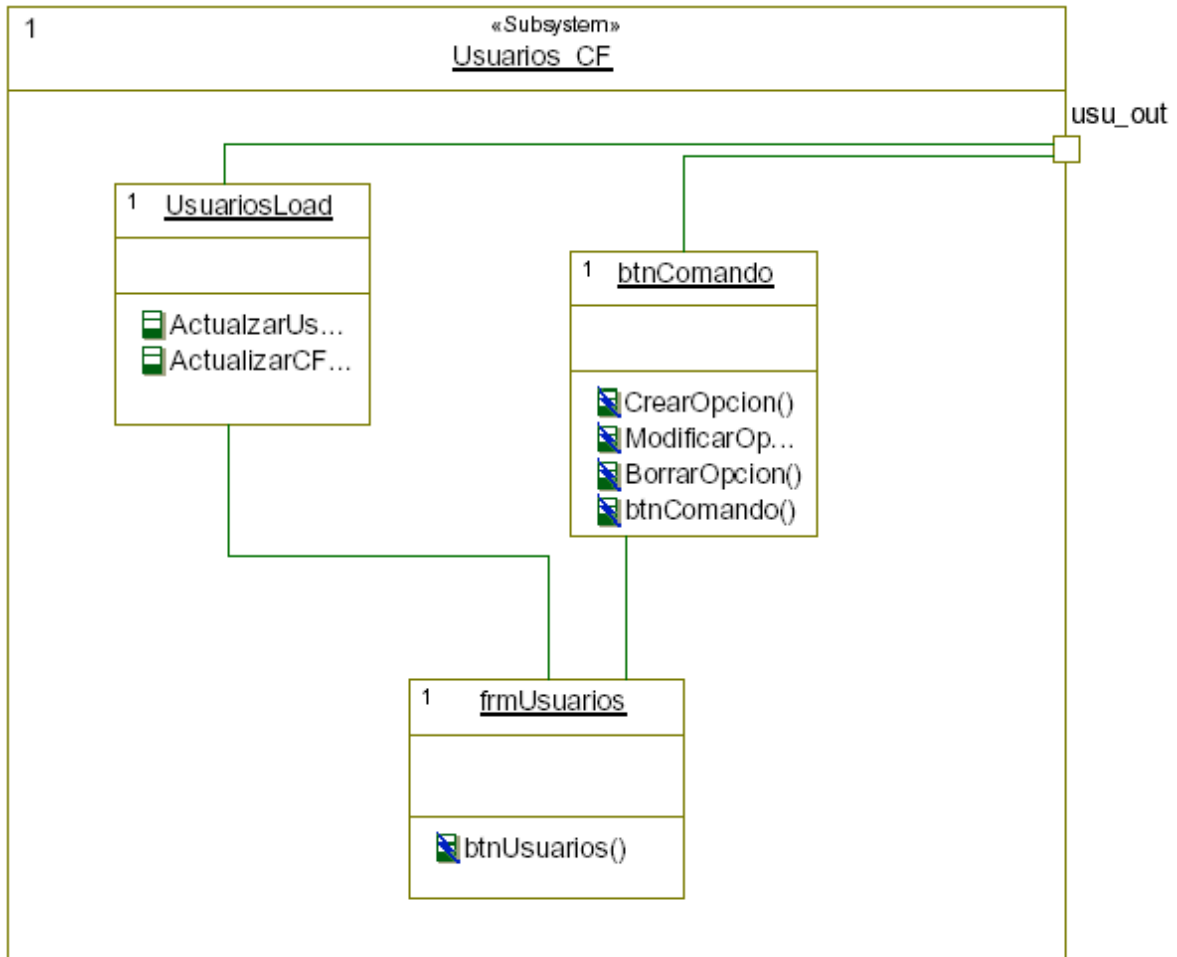 1
«Subsystem»
Usuarios_CF
usu_out
1 UsuariosLoad
ActualzarUs...
ActualizarCF...
1 btnComando
CrearOpcion()
ModificarOp...
BorrarOpcion()
btnComando()
1 frmUsuarios
btnUsuarios()